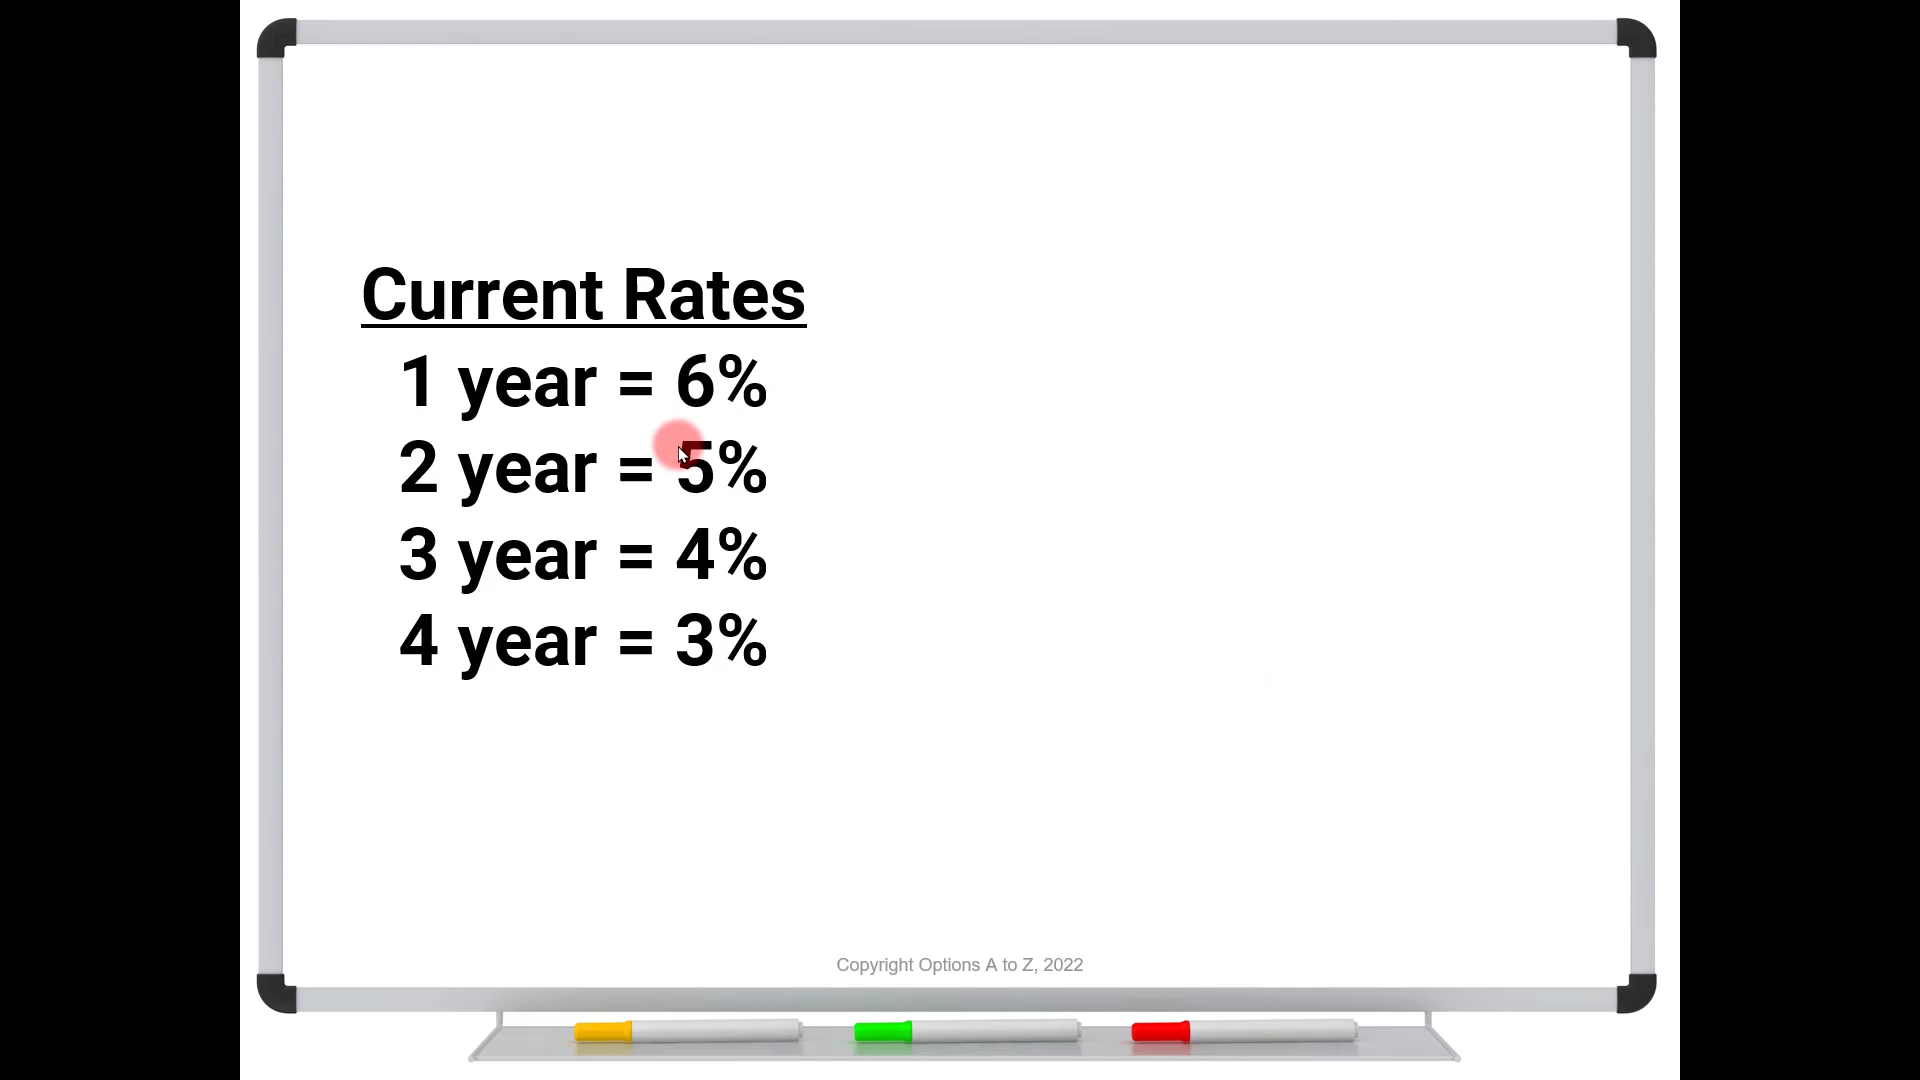 Current Rates
1 year = 6%
2 year = 5%
3 year = 4%
4 year = 3%
Copyright Options A to Z, 2022